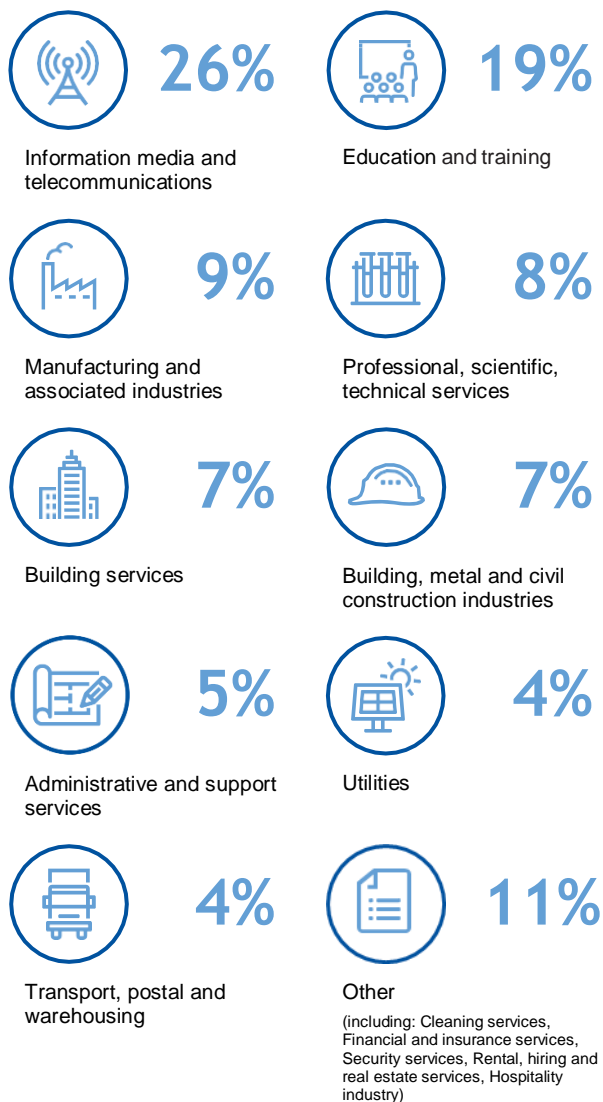 26%
Information media and
telecommunications
19%
Education and training
9%
Manufacturing and
associated industries
8%
Professional, scientific,
technical services
7%
Building services
7%
Building, metal and civil
construction industries
5%
Administrative and support
services
4%
Utilities
4%
Transport, postal and
warehousing
11%
Other
(including: Cleaning services,
Financial and insurance services,
Security services, Rental, hiring and
real estate services, Hospitality
industry)